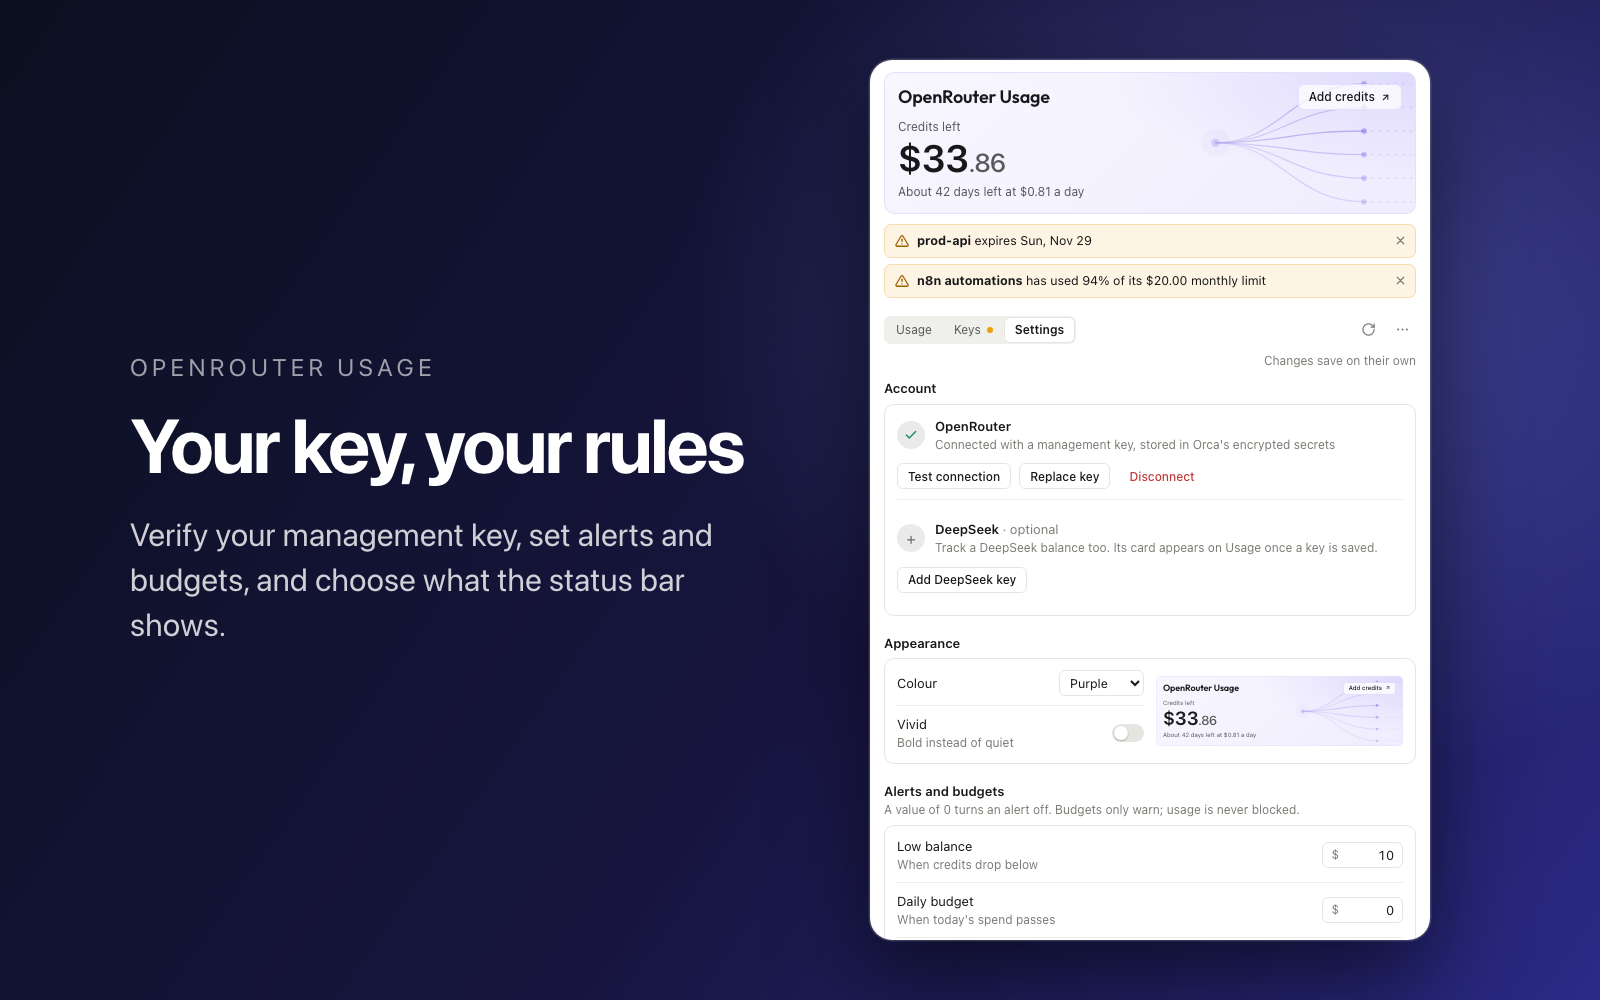 OPENROUTER USAGE
Your key, your rules
Verify your management key, set alerts and
budgets, and choose what the status bar
shows.
OpenRouter Usage
Add credits ↗
Credits left
$33.86
About 42 days left at $0.81 a day
prod-api expires Sun, Nov 29
n8n automations has used 94% of its $20.00 monthly limit
Usage Keys Settings
Changes save on their own
Account
OpenRouter
Connected with a management key, stored in Orca's encrypted secrets
Test connection Replace key Disconnect
DeepSeek · optional
Track a DeepSeek balance too. Its card appears on Usage once a key is saved.
Add DeepSeek key
Appearance
Colour Purple
Vivid
Bold instead of quiet
OpenRouter Usage
Add credits ↗
Credits left
$33.86
About 42 days left at $0.81 a day
Alerts and budgets
A value of 0 turns an alert off. Budgets only warn; usage is never blocked.
Low balance
When credits drop below
$ 10
Daily budget
When today's spend passes
$ 0